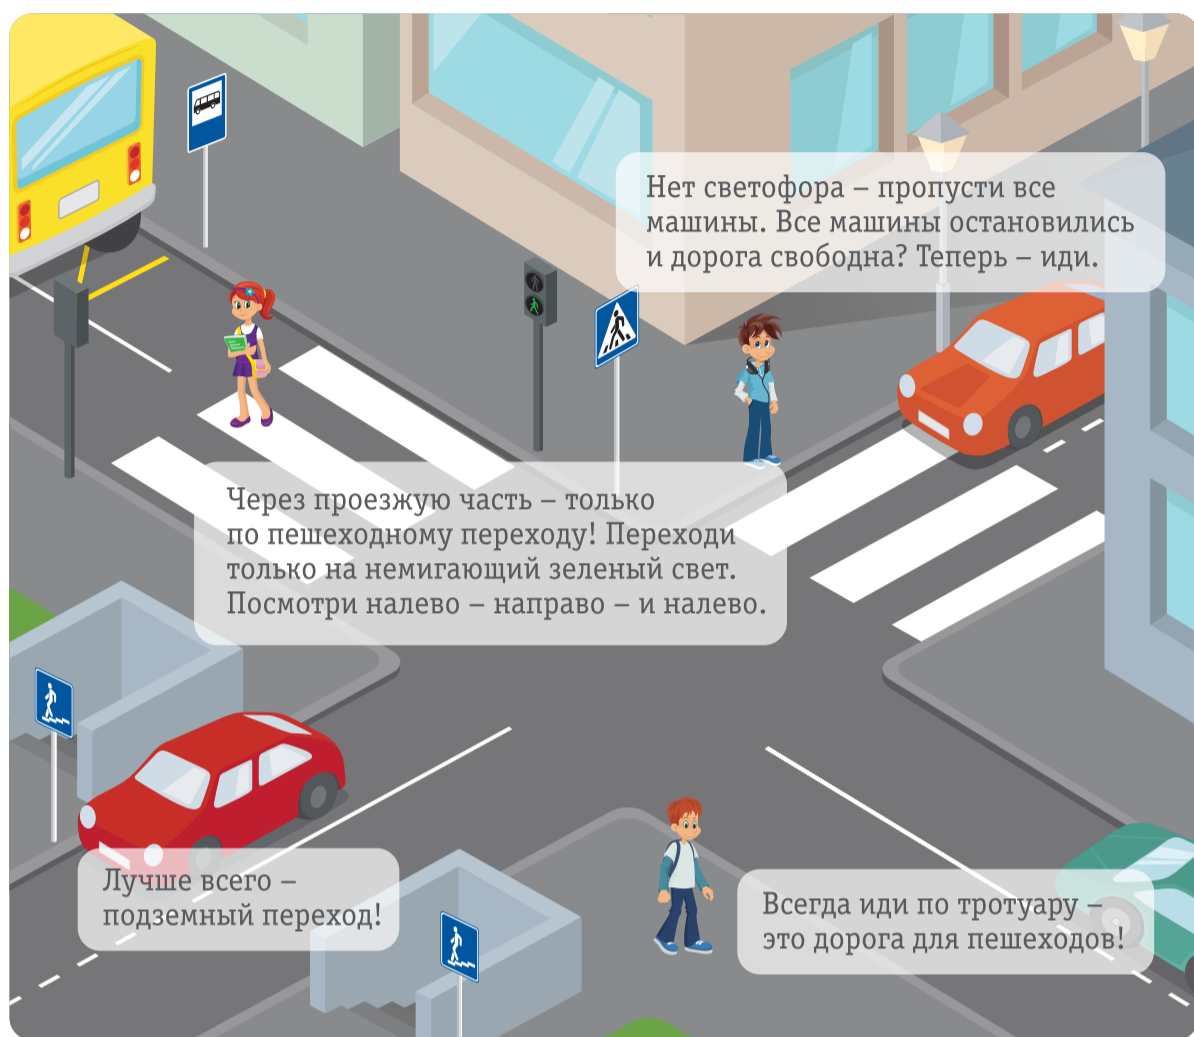 Нет светофора – пропусти все
машины. Все машины остановились
и дорога свободна? Теперь – иди.
Через проезжую часть – только
по пешеходному переходу! Переходи
только на немигающий зеленый свет.
Посмотри налево – направо – и налево.
Лучше всего –
подземный переход!
Всегда иди по тротуару –
это дорога для пешеходов!